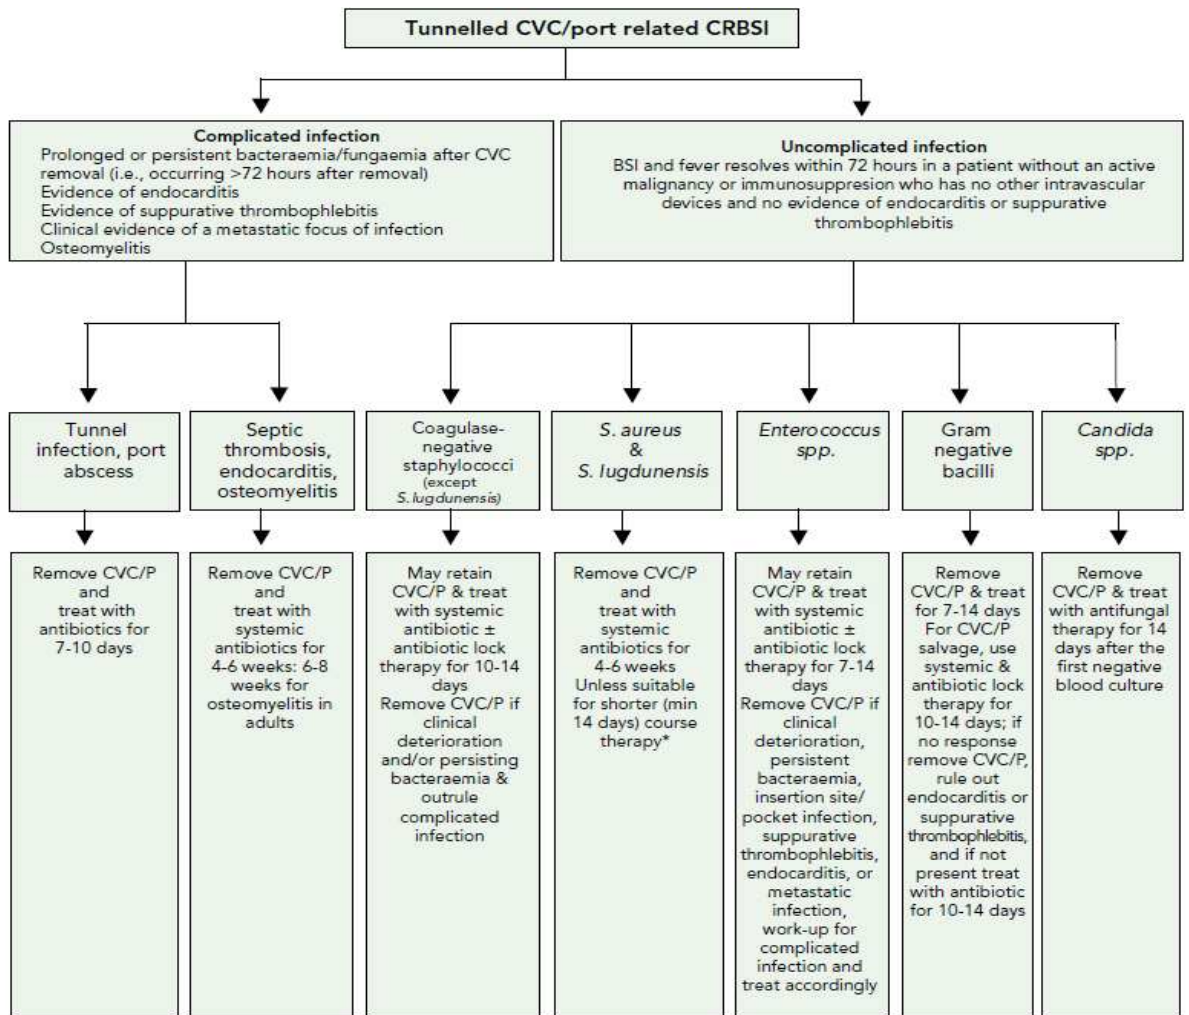 Tunnelled CVC/port related CRBSI
Complicated infection
Prolonged or persistent bacteraemia/fungaemia after CVC
removal (i.e., occurring >72 hours after removal)
Evidence of endocarditis
Evidence of suppurative thrombophlebitis
Clinical evidence of a metastatic focus of infection
Osteomyelitis
Uncomplicated infection
BSI and fever resolves within 72 hours in a patient without an active
malignancy or immunosuppresion who has no other intravascular
devices and no evidence of endocarditis or suppurative
thrombophlebitis
Tunnel
infection, port
abscess
Septic
thrombosis,
endocarditis,
osteomyelitis
Coagulase-
negative
staphylococci
(except
S. lugdunensis)
S. aureus
&
S. lugdunensis
Enterococcus
spp.
Gram
negative
bacilli
Candida
spp.
Remove CVC/P
and
treat with
antibiotics for
7-10 days
Remove CVC/P
and
treat with
systemic
antibiotics for
4-6 weeks: 6-8
weeks for
osteomyelitis in
adults
May retain
CVC/P & treat
with systemic
antibiotic ±
antibiotic lock
therapy for 10-14
days
Remove CVC/P if
clinical
deterioration
and/or persisting
bacteraemia &
outrule
complicated
infection
Remove CVC/P
and
treat with
systemic
antibiotics for
4-6 weeks
Unless suitable
for shorter (min
14 days) course
therapy*
May retain
CVC/P & treat
with systemic
antibiotic ±
antibiotic lock
therapy for 7-14
days
Remove CVC/P if
clinical
deterioration,
persistent
bacteraemia,
insertion site/
pocket infection,
suppurative
thrombophlebitis,
endocarditis, or
metastatic
infection,
work-up for
complicated
infection and
treat accordingly
Remove
CVC/P & treat
for 7-14 days
For CVC/P
salvage, use
systemic &
antibiotic lock
therapy for
10-14 days; if
no response
remove CVC/P,
rule out
endocarditis or
suppurative
thrombophlebitis,
and if not
present treat
with antibiotic
for 10-14 days
Remove
CVC/P & treat
with antifungal
therapy for 14
days after the
first negative
blood culture